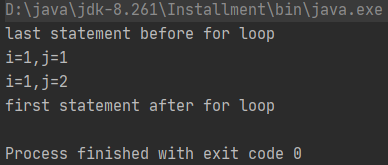 D:\java\jdk-8.261\Installment\bin\java.exe
last statement before for loop
i=1,j=1
i=1,j=2
first statement after for loop
Process finished with exit code 0